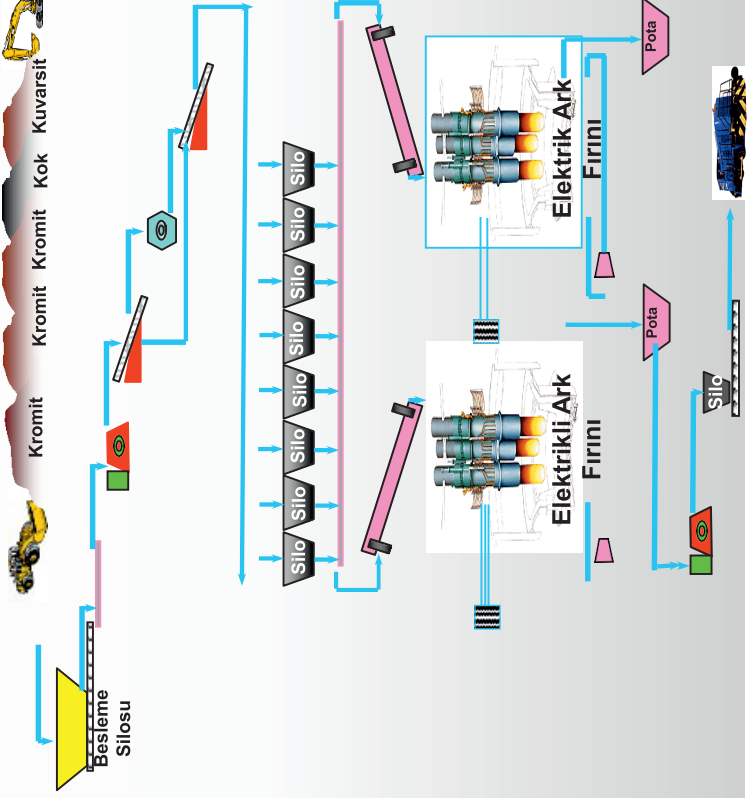 Kromit
Kromit
Kromit
Kok
Kuvarsit
Besleme
Silosu
Silo
Silo
Silo
Silo
Silo
Silo
Silo
Silo
Elektrikli Ark
Fırını
Elektrik Ark
Fırını
Pota
Pota
Silo